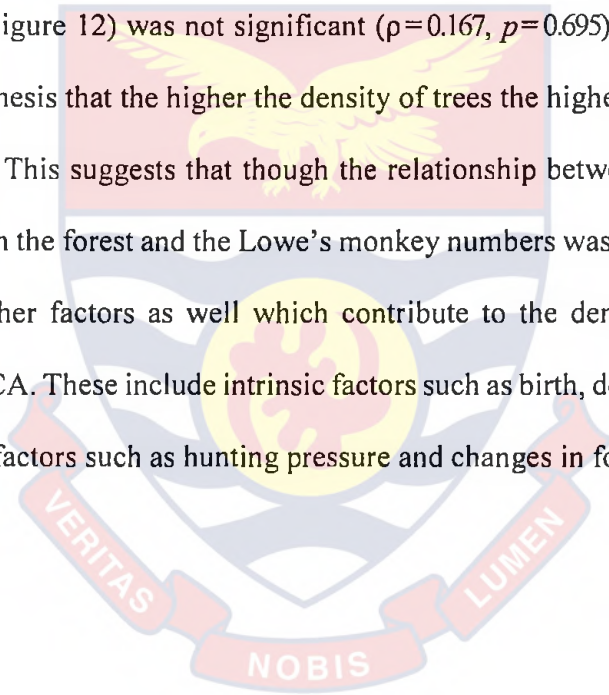 igure 12) was not significant (ρ=0.167, p=0.695)
nesis that the higher the density of trees the highe
This suggests that though the relationship betw
n the forest and the Lowe's monkey numbers was
her factors as well which contribute to the der
CA. These include intrinsic factors such as birth, d
factors such as hunting pressure and changes in fo
VERITAS
NOBIS
LUMEN